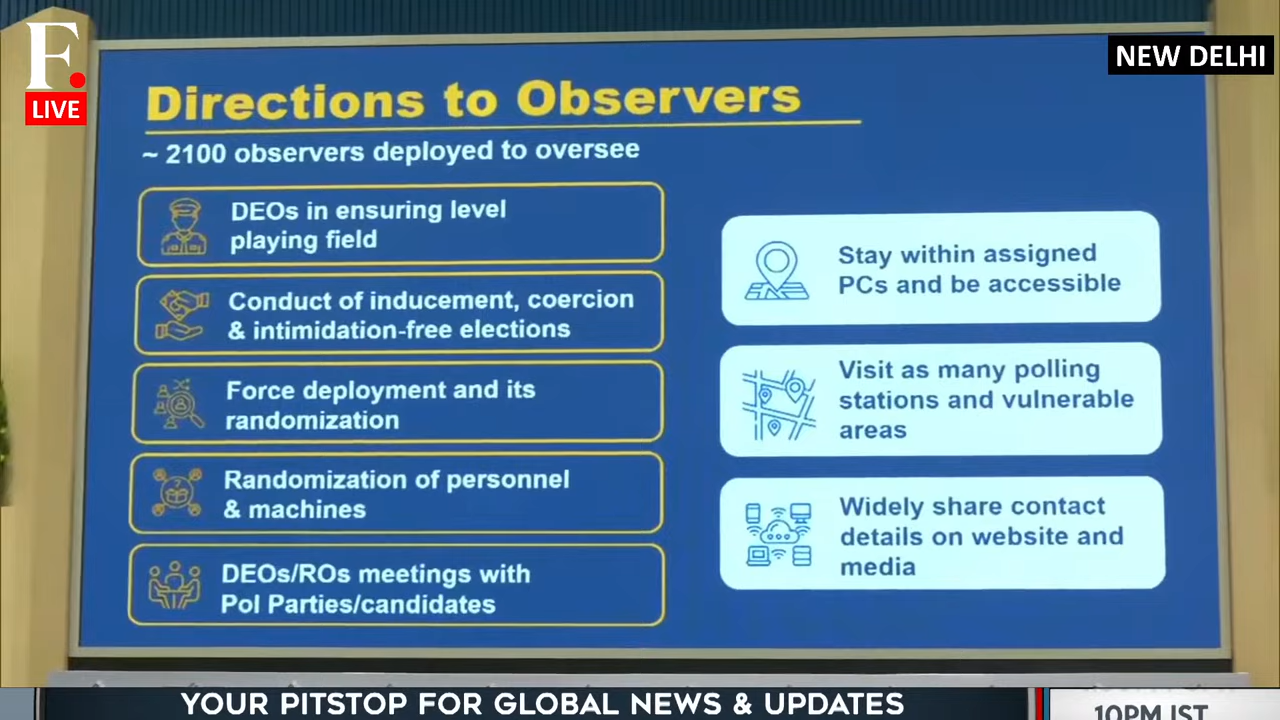 F.
LIVE
NEW DELHI
Directions to Observers
~ 2100 observers deployed to oversee
DEOs in ensuring level
playing field
Conduct of inducement, coercion
& intimidation-free elections
Force deployment and its
randomization
Randomization of personnel
& machines
DEOs/ROs meetings with
Pol Parties/candidates
Stay within assigned
PCs and be accessible
Visit as many polling
stations and vulnerable
areas
Widely share contact
details on website and
media
YOUR PITSTOP FOR GLOBAL NEWS & UPDATES
10PM IST